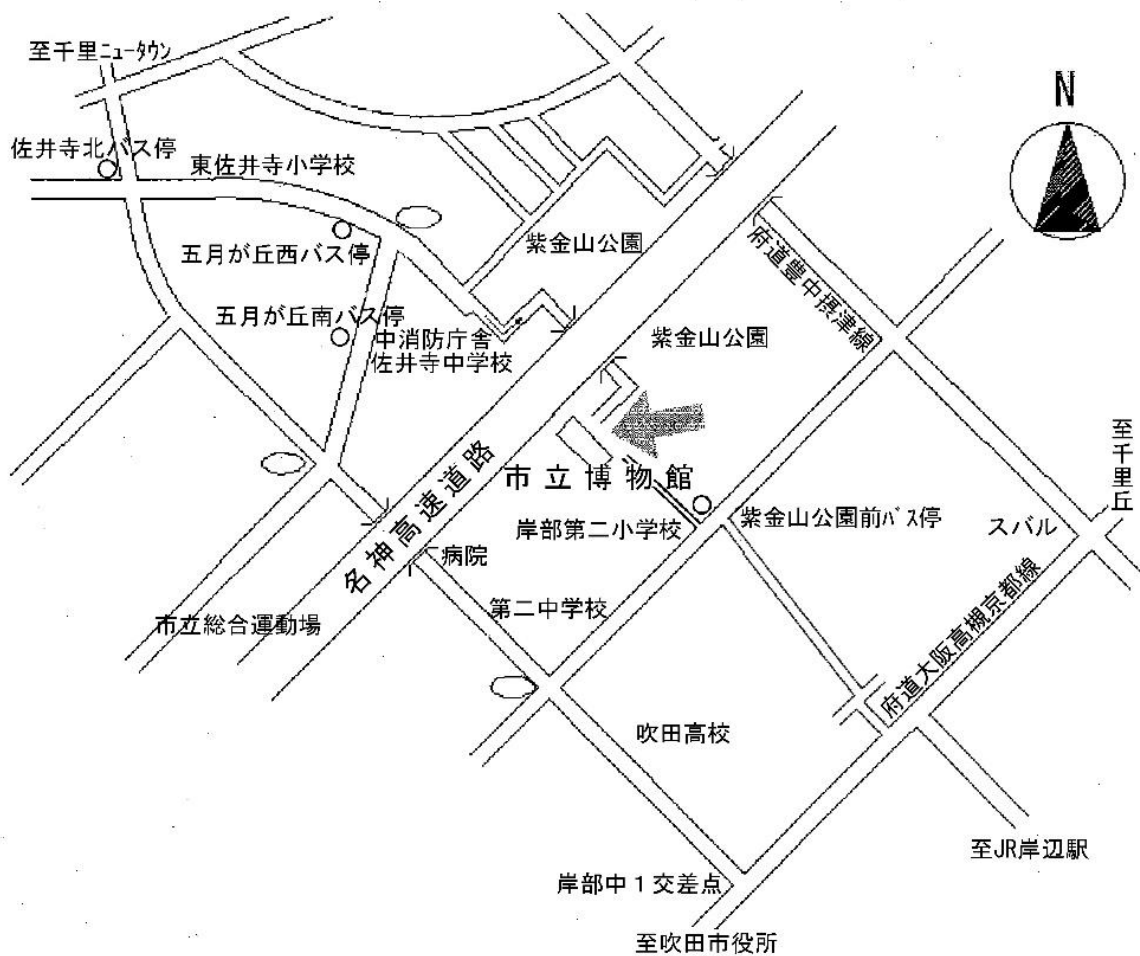 至千里ニュータウン
N
佐井寺北バス停
東佐井寺小学校
紫金山公園
五月が丘西バス停
府道豊中摂津線
五月が丘南バス停
中消防庁舎
佐井寺中学校
紫金山公園
至千里丘
市立博物館
名神高速道路
岸部第二小学校
紫金山公園前バス停
スバル
病院
第二中学校
市立総合運動場
府道大阪高槻京都線
吹田高校
至JR岸辺駅
岸部中1交差点
至吹田市役所